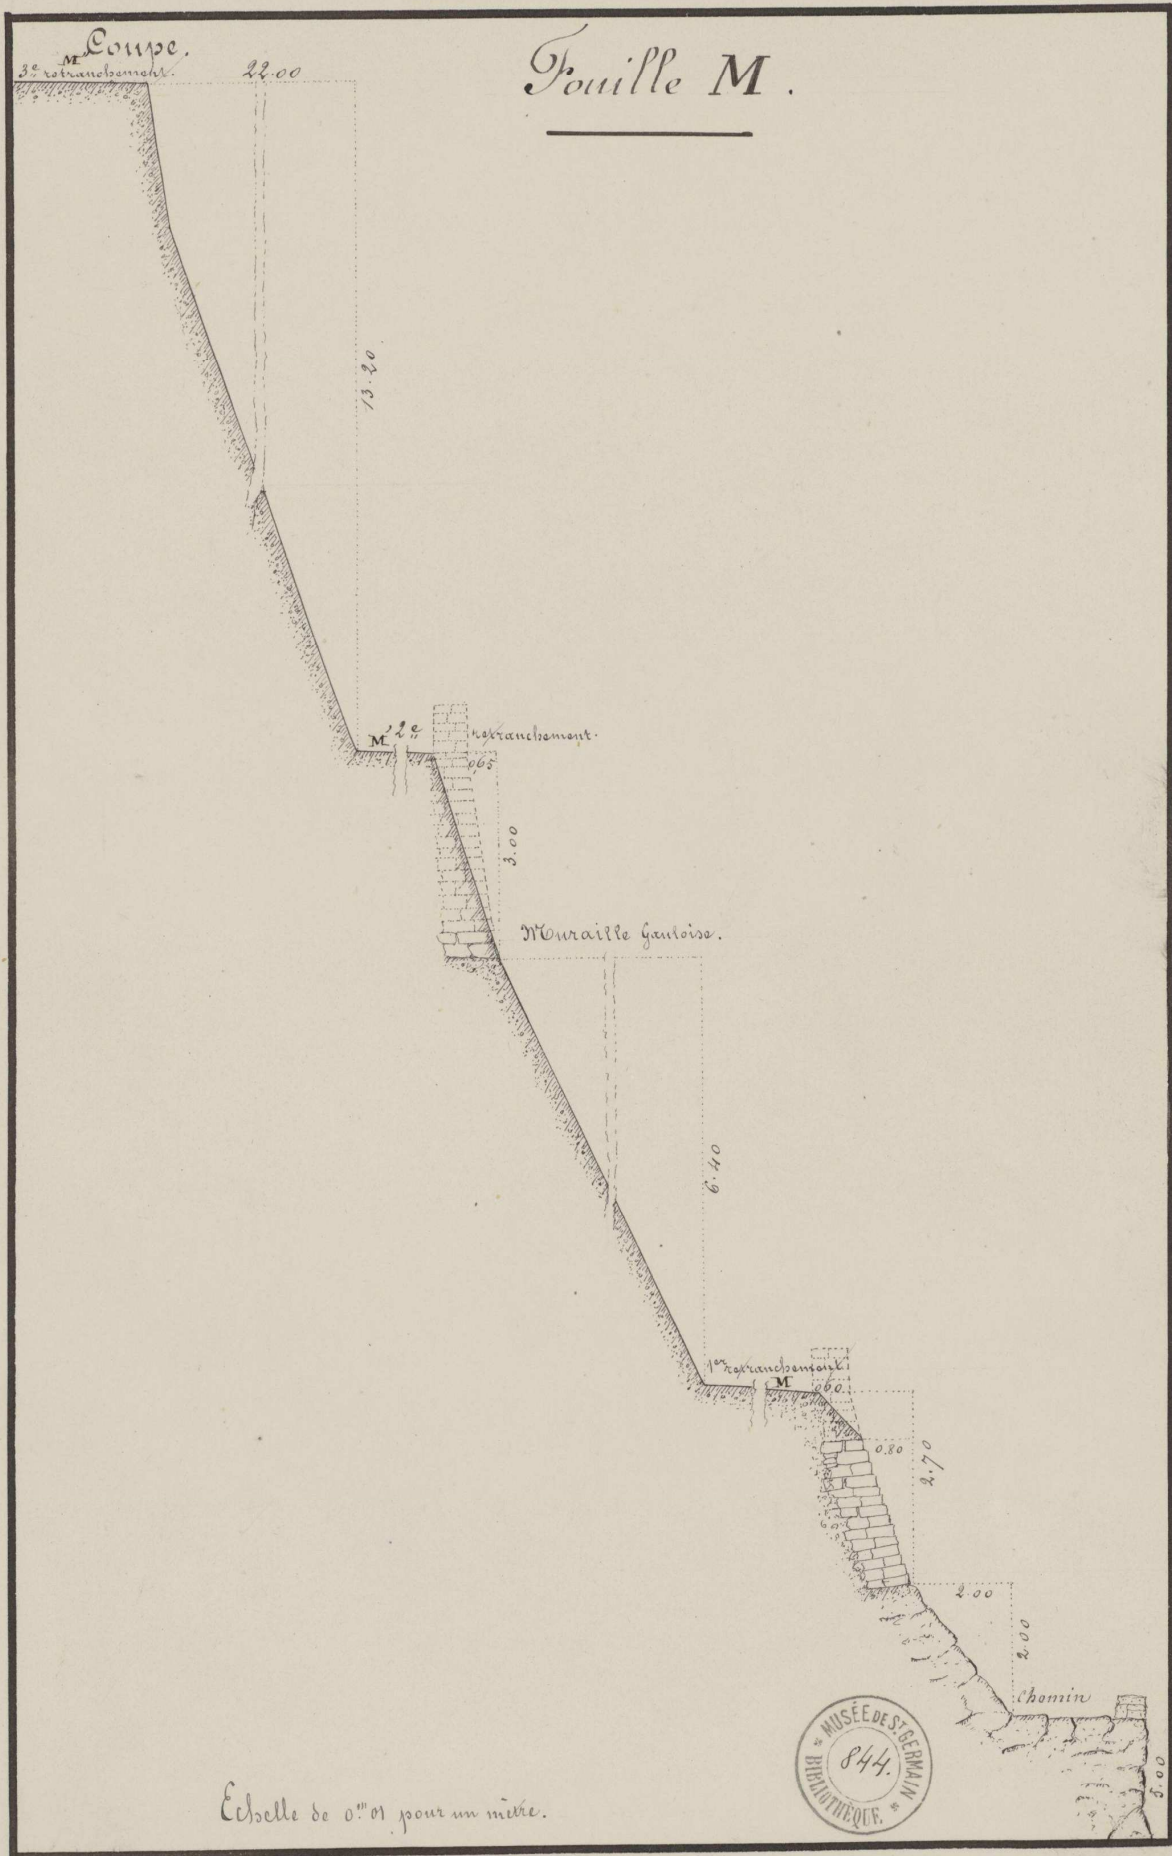 Coupe.
Fouille M.
M"
3e retranchement.
22.00
13.20
M'
2e retranchement.
0,65
3.00
Muraille Gauloise.
6.40
1er retranchement
M
0.60
0.80
2.70
2.00
2.00
Chemin
5.00
MUSÉE DE ST GERMAIN
844.
BIBLIOTHÈQUE
Echelle de 0.m 01 pour un mètre.